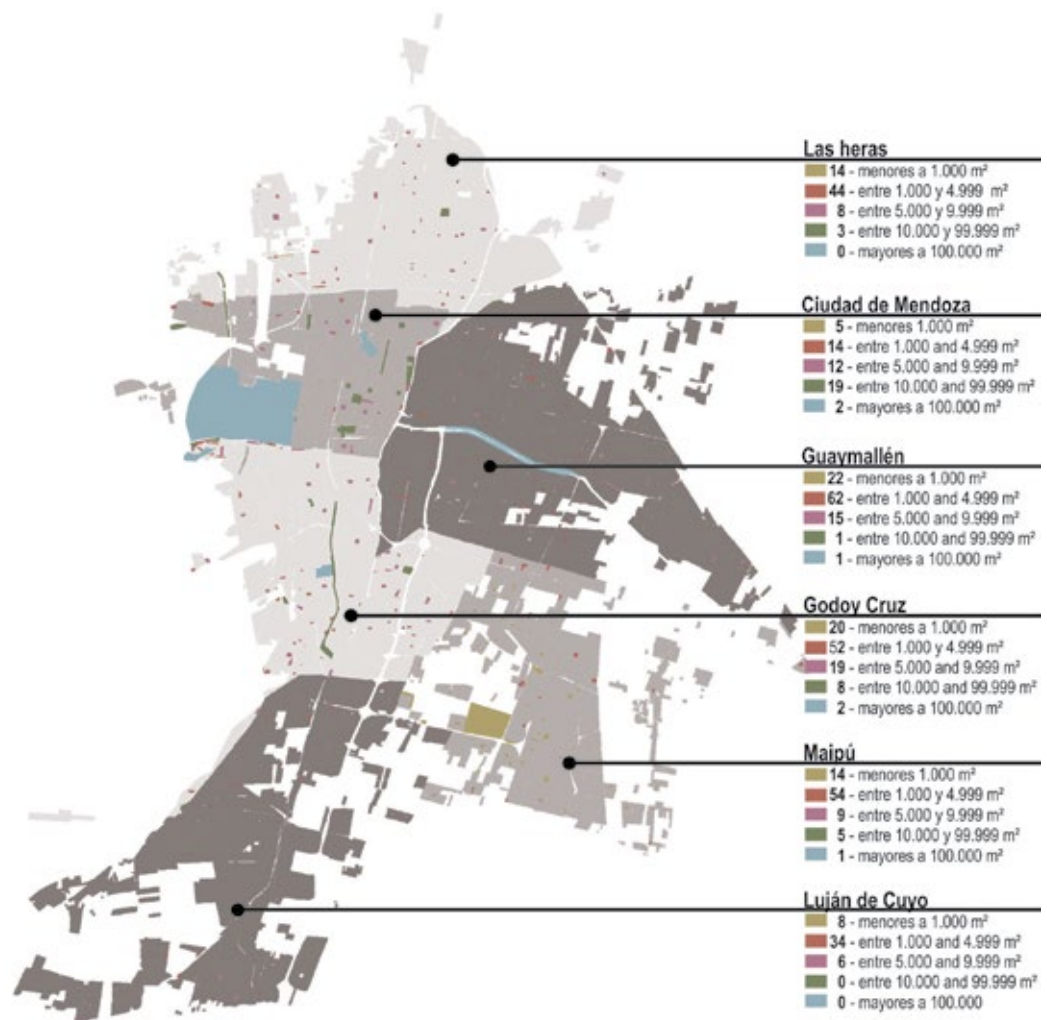 Las heras
14 - menores a 1.000 m²
44 - entre 1.000 y 4.999 m²
8 - entre 5.000 y 9.999 m²
3 - entre 10.000 y 99.999 m²
0 - mayores a 100.000 m²
Ciudad de Mendoza
5 - menores 1.000 m²
14 - entre 1.000 and 4.999 m²
12 - entre 5.000 and 9.999 m²
19 - entre 10.000 and 99.999 m²
2 - mayores a 100.000 m²
Guaymallén
22 - menores a 1.000 m²
62 - entre 1.000 and 4.999 m²
15 - entre 5.000 and 9.999 m²
1 - entre 10.000 and 99.999 m²
1 - mayores a 100.000 m²
Godoy Cruz
20 - menores a 1.000 m²
52 - entre 1.000 y 4.999 m²
19 - entre 5.000 and 9.999 m²
8 - entre 10.000 and 99.999 m²
2 - mayores a 100.000 m²
Maipú
14 - menores 1.000 m²
54 - entre 1.000 y 4.999 m²
9 - entre 5.000 y 9.999 m²
5 - entre 10.000 y 99.999 m²
1 - mayores a 100.000 m²
Luján de Cuyo
8 - menores a 1.000 m²
34 - entre 1.000 and 4.999 m²
6 - entre 5.000 and 9.999 m²
0 - entre 10.000 and 99.999 m²
0 - mayores a 100.000